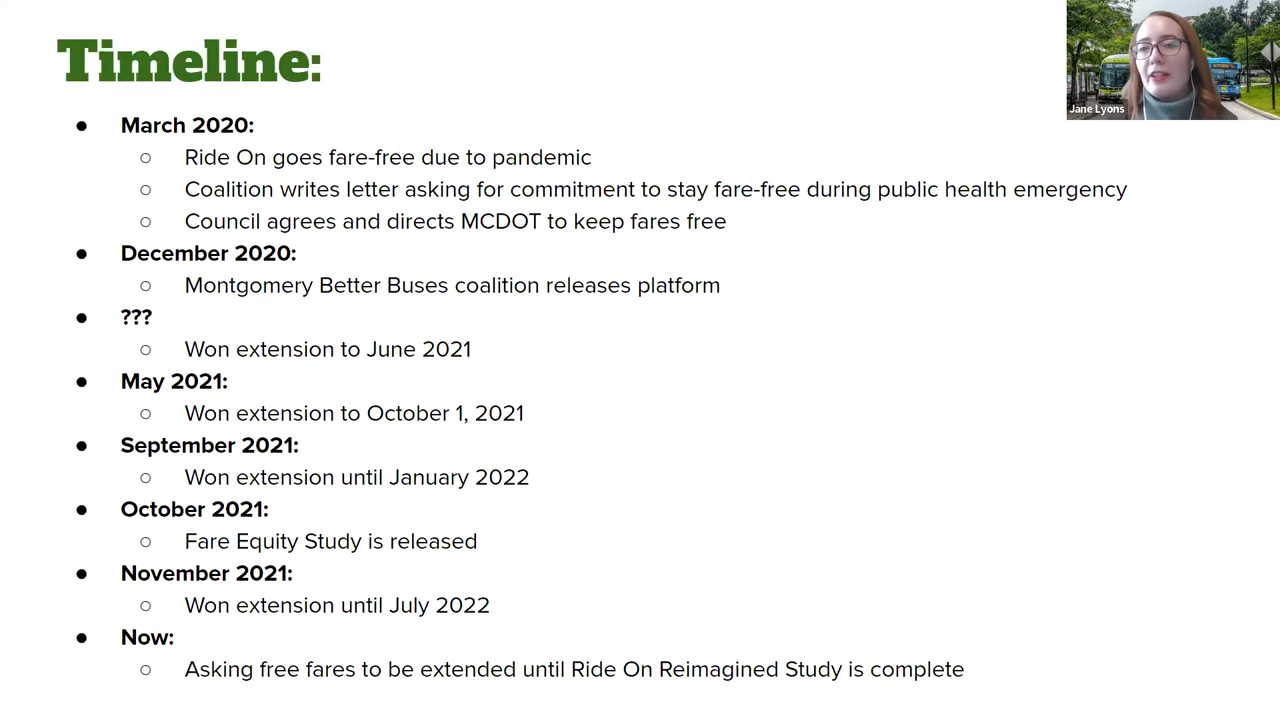 Timeline:
Jane Lyons
● March 2020:
○ Ride On goes fare-free due to pandemic
○ Coalition writes letter asking for commitment to stay fare-free during public health emergency
○ Council agrees and directs MCDOT to keep fares free
● December 2020:
○ Montgomery Better Buses coalition releases platform
● ???
○ Won extension to June 2021
● May 2021:
○ Won extension to October 1, 2021
● September 2021:
○ Won extension until January 2022
● October 2021:
○ Fare Equity Study is released
● November 2021:
○ Won extension until July 2022
● Now:
○ Asking free fares to be extended until Ride On Reimagined Study is complete